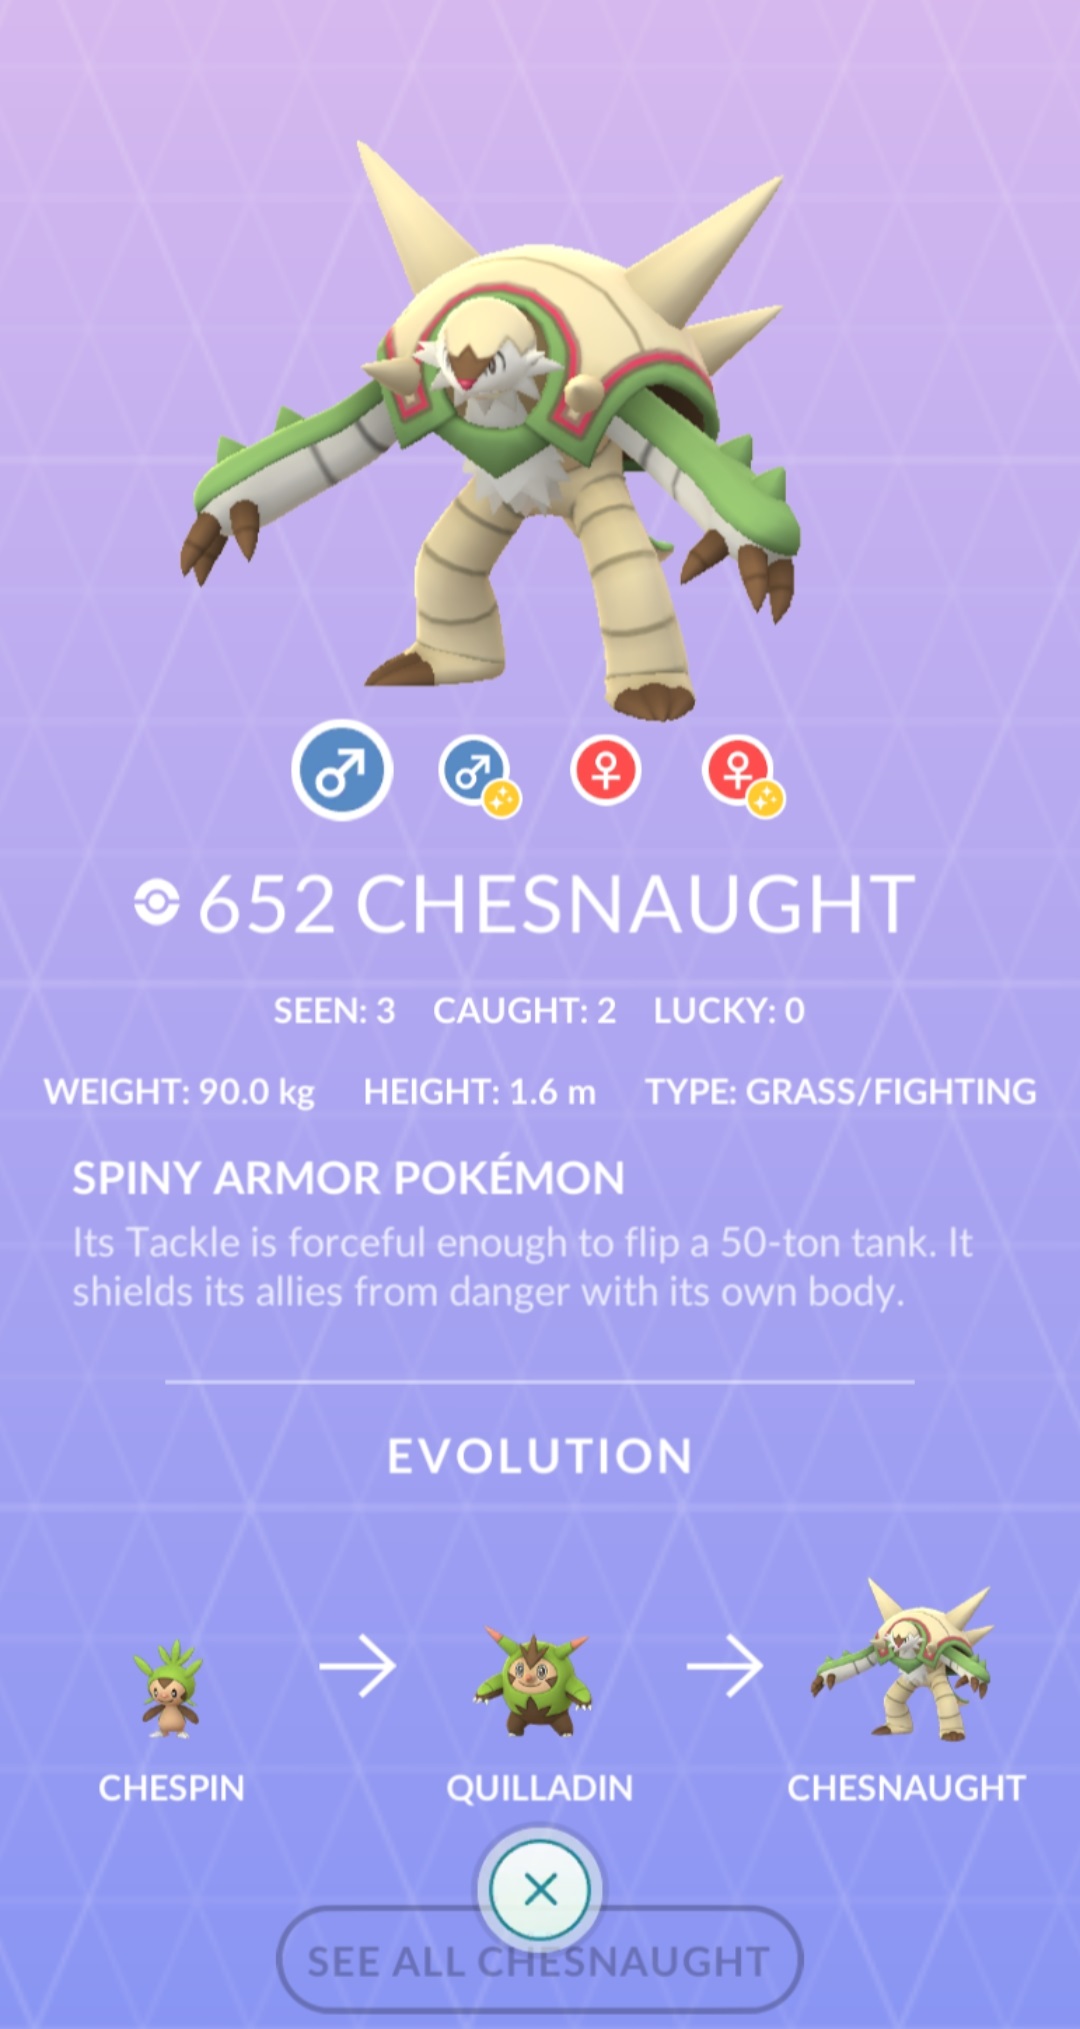 652 CHESNAUGHT
SEEN: 3 CAUGHT: 2 LUCKY: 0
WEIGHT: 90.0 kg HEIGHT: 1.6 m TYPE: GRASS/FIGHTING
SPINY ARMOR POKÉMON
Its Tackle is forceful enough to flip a 50-ton tank. It
shields its allies from danger with its own body.
EVOLUTION
CHESPIN QUILLADIN CHESNAUGHT
SEE ALL CHESNAUGHT